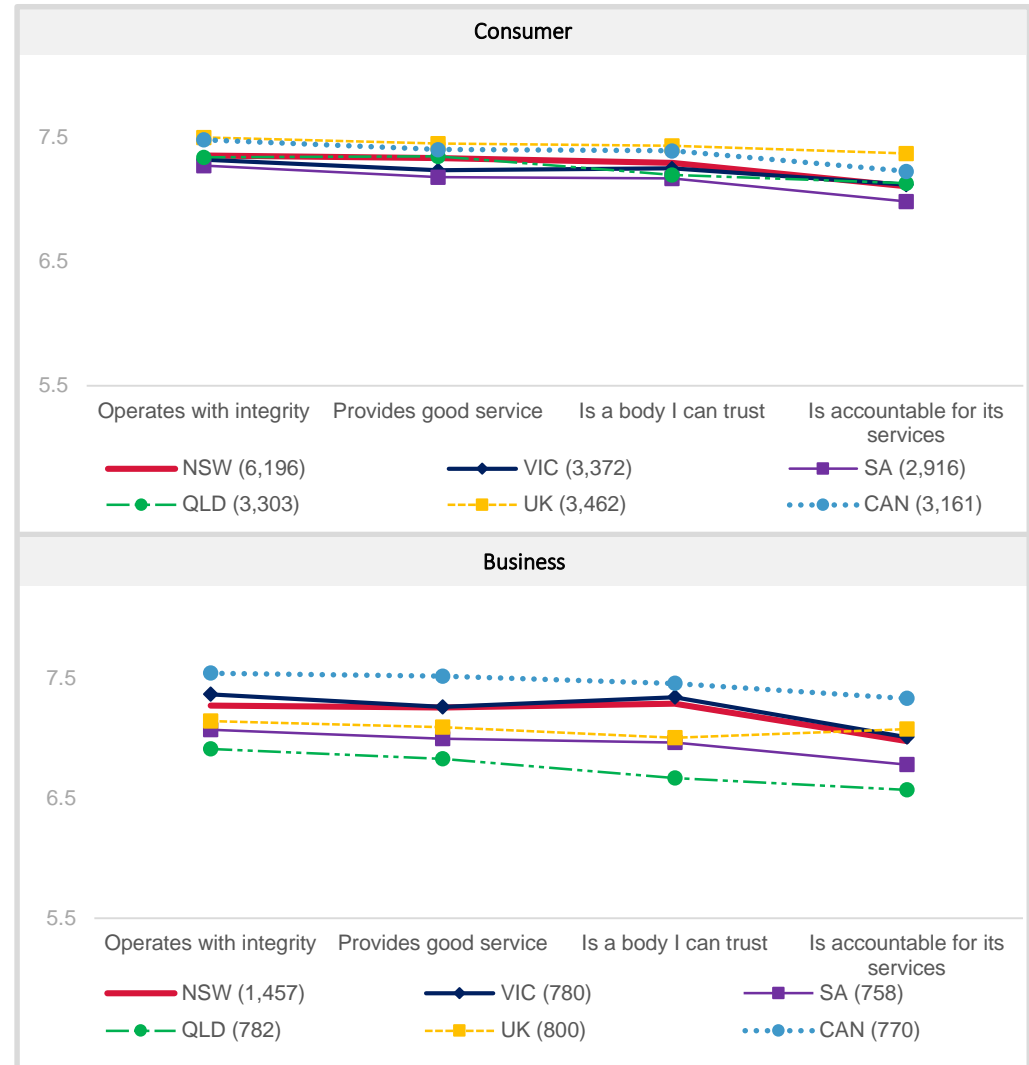 Consumer
7.5
6.5
5.5
Operates with integrity Provides good service Is a body I can trust Is accountable for its
services
NSW (6,196) VIC (3,372) SA (2,916)
QLD (3,303) UK (3,462) CAN (3,161)
Business
7.5
6.5
5.5
Operates with integrity Provides good service Is a body I can trust Is accountable for its
services
NSW (1,457) VIC (780) SA (758)
QLD (782) UK (800) CAN (770)